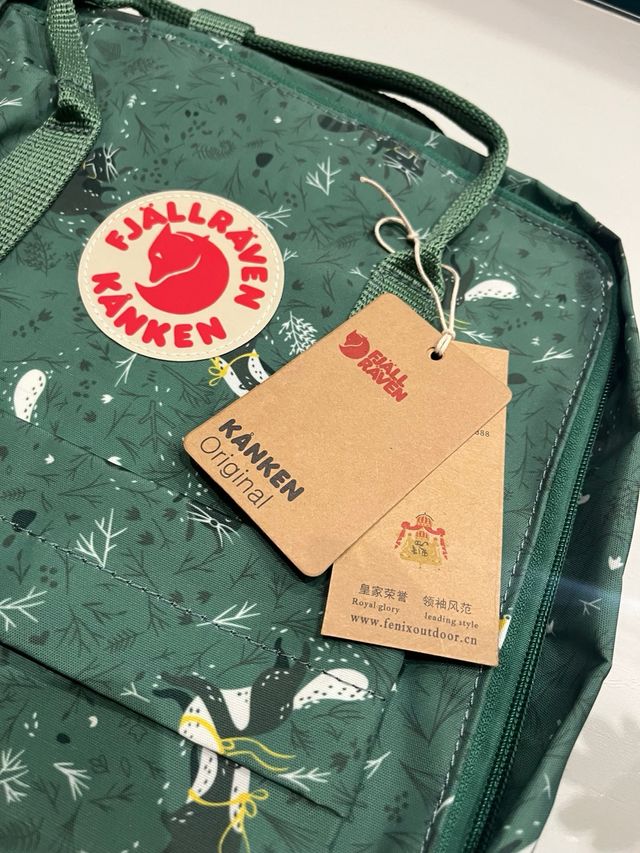 FJÄLLRÄVEN
KÅNKEN
FJÄLL
RÄVEN
KÅNKEN
Original
888
皇家荣誉 领袖风范
Royal glory leading style
www.fenixoutdoor.cn